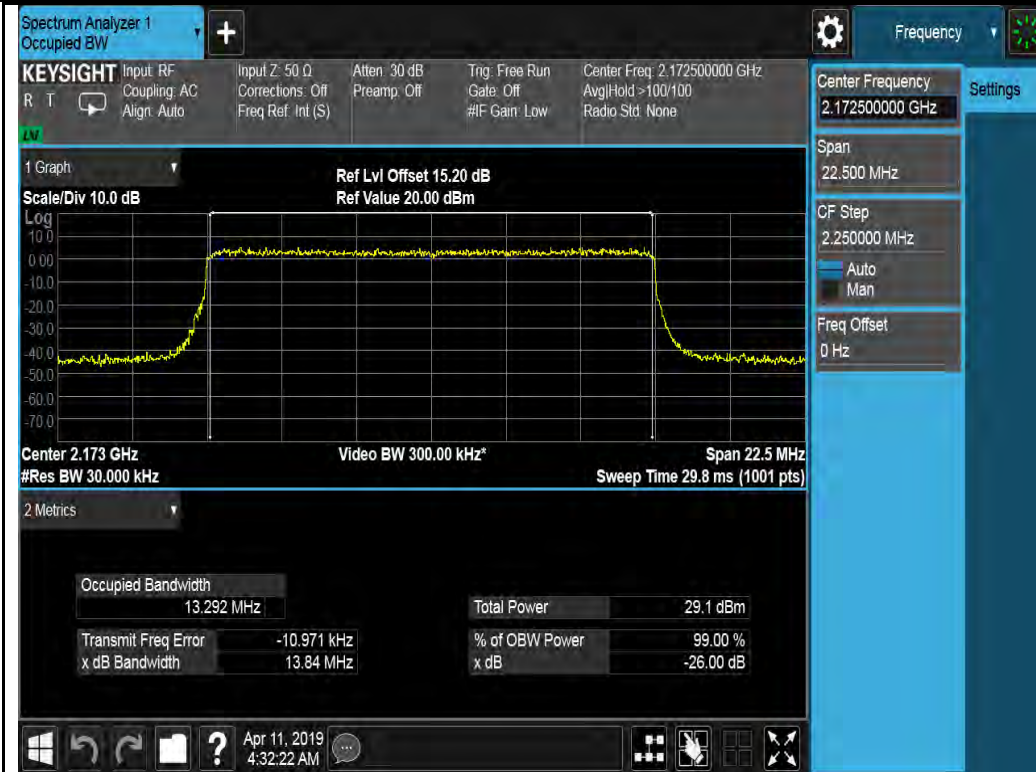 Spectrum Analyzer 1
Occupied BW
+
Frequency
KEYSIGHT
R T
LXI
Input: RF
Coupling: AC
Align: Auto
Input Z: 50 Ω
Corrections: Off
Freq Ref: Int (S)
Atten: 30 dB
Preamp: Off
Trig: Free Run
Gate: Off
#IF Gain: Low
Center Freq: 2.172500000 GHz
Avg|Hold:>100/100
Radio Std: None
Center Frequency
2.172500000 GHz
Settings
Span
22.500 MHz
CF Step
2.250000 MHz
Auto
Man
Freq Offset
0 Hz
1 Graph
Scale/Div 10.0 dB
Ref Lvl Offset 15.20 dB
Ref Value 20.00 dBm
Log
10.0
0.00
-10.0
-20.0
-30.0
-40.0
-50.0
-60.0
-70.0
Center 2.173 GHz
#Res BW 30.000 kHz
Video BW 300.00 kHz*
Span 22.5 MHz
Sweep Time 29.8 ms (1001 pts)
2 Metrics
Occupied Bandwidth
13.292 MHz
Transmit Freq Error -10.971 kHz
x dB Bandwidth 13.84 MHz
Total Power 29.1 dBm
% of OBW Power 99.00 %
x dB -26.00 dB
?
Apr 11, 2019
4:32:22 AM